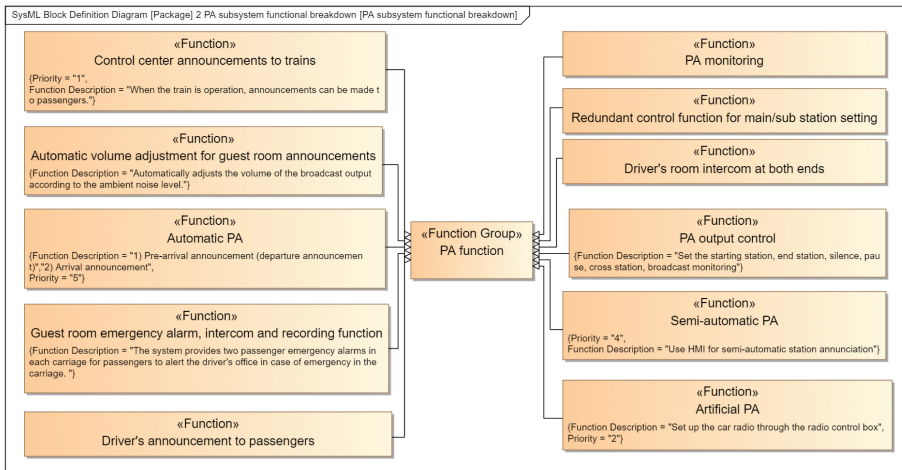 SysML Block Definition Diagram [Package] 2 PA subsystem functional breakdown [PA subsystem functional breakdown]
«Function»
Control center announcements to trains
{Priority = "1",
Function Description = "When the train is operation, announcements can be made t
o passengers."}
«Function»
Automatic volume adjustment for guest room announcements
{Function Description = "Automatically adjusts the volume of the broadcast output
according to the ambient noise level."}
«Function»
Automatic PA
{Function Description = "1) Pre-arrival announcement (departure announcemen
t)","2) Arrival announcement",
Priority = "5"}
«Function»
Guest room emergency alarm, intercom and recording function
{Function Description = "The system provides two passenger emergency alarms in
each carriage for passengers to alert the driver's office in case of emergency in the
carriage. "}
«Function»
Driver's announcement to passengers
«Function Group»
PA function
«Function»
PA monitoring
«Function»
Redundant control function for main/sub station setting
«Function»
Driver's room intercom at both ends
«Function»
PA output control
{Function Description = "Set the starting station, end station, silence, pau
se, cross station, broadcast monitoring"}
«Function»
Semi-automatic PA
{Priority = "4",
Function Description = "Use HMI for semi-automatic station annunciation"}
«Function»
Artificial PA
{Function Description = "Set up the car radio through the radio control box",
Priority = "2"}